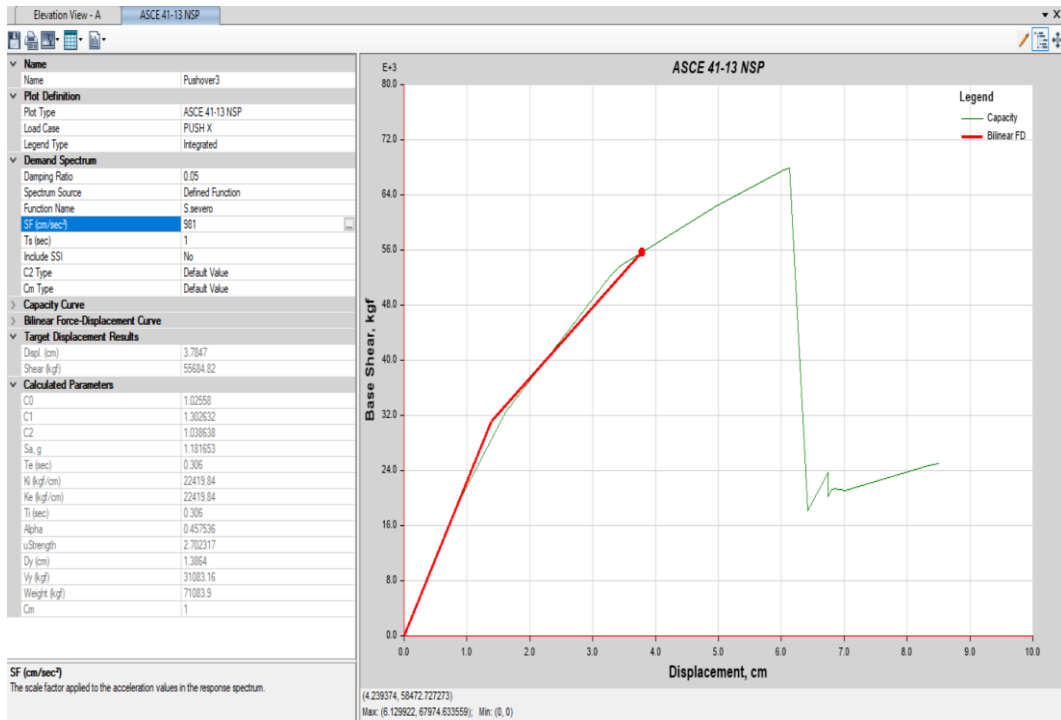 Elevation View - A
ASCE 41-13 NSP
X
Name
Name Pushover3
Plot Definition
Plot Type ASCE 41-13 NSP
Load Case PUSH X
Legend Type Integrated
Demand Spectrum
Damping Ratio 0.05
Spectrum Source Defined Function
Function Name S.severo
SF (cm/sec²) 981
Ts (sec) 1
Include SSI No
C2 Type Default Value
Cm Type Default Value
Capacity Curve
Bilinear Force-Displacement Curve
Target Displacement Results
Displ. (cm) 3.7847
Shear (kgf) 55684.82
Calculated Parameters
C0 1.02558
C1 1.302632
C2 1.038638
Sa, g 1.181653
Te (sec) 0.306
Ki (kgf/cm) 22419.84
Ke (kgf/cm) 22419.84
Ti (sec) 0.306
Alpha 0.457536
uStrength 2.702317
Dy (cm) 1.3864
Vy (kgf) 31083.16
Weight (kgf) 71083.9
Cm 1
SF (cm/sec²)
The scale factor applied to the acceleration values in the response spectrum.
ASCE 41-13 NSP
E+3
80.0
72.0
64.0
56.0
48.0
40.0
32.0
24.0
16.0
8.0
0.0
Base Shear, kgf
Legend
Capacity
Bilinear FD
0.0 1.0 2.0 3.0 4.0 5.0 6.0 7.0 8.0 9.0 10.0
Displacement, cm
(4.239374, 58472.727273)
Max: (6.129922, 67974.633559); Min: (0, 0)